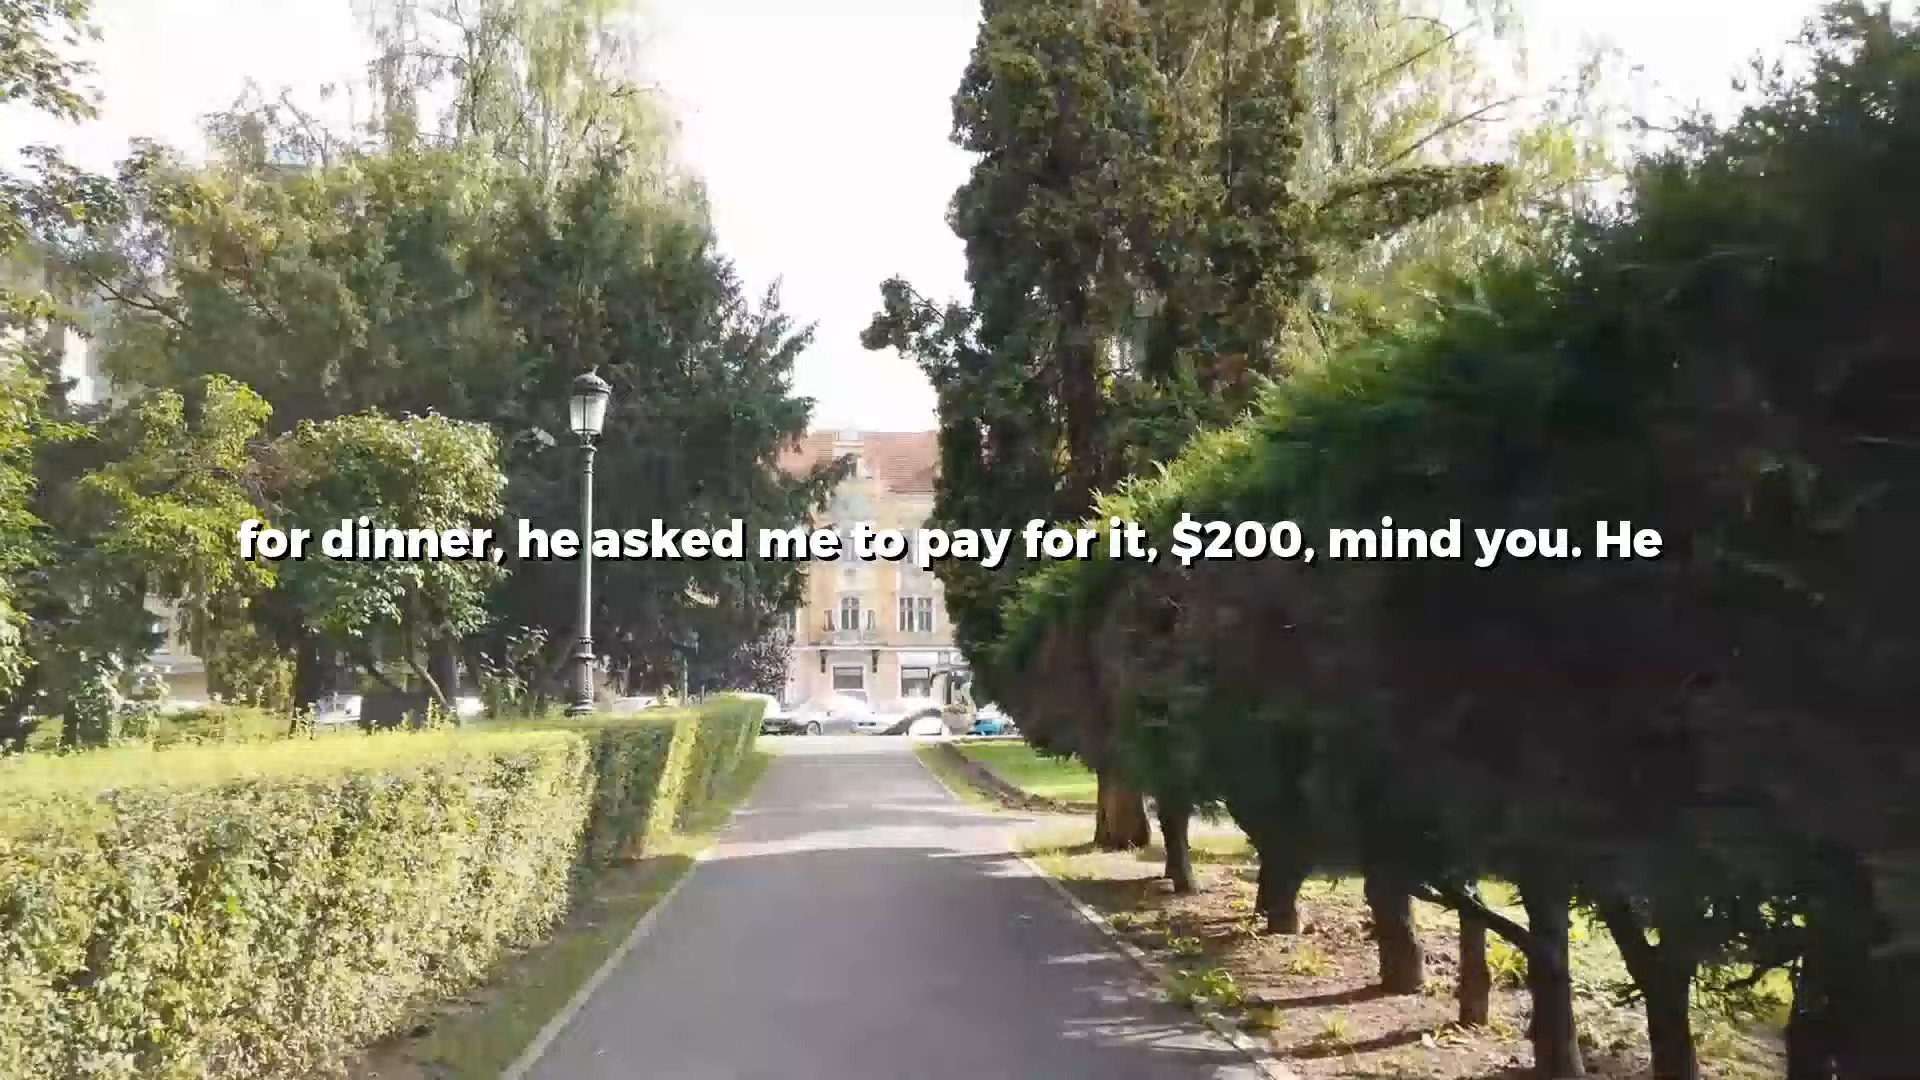 for dinner, he asked me to pay for it, $200, mind you. He